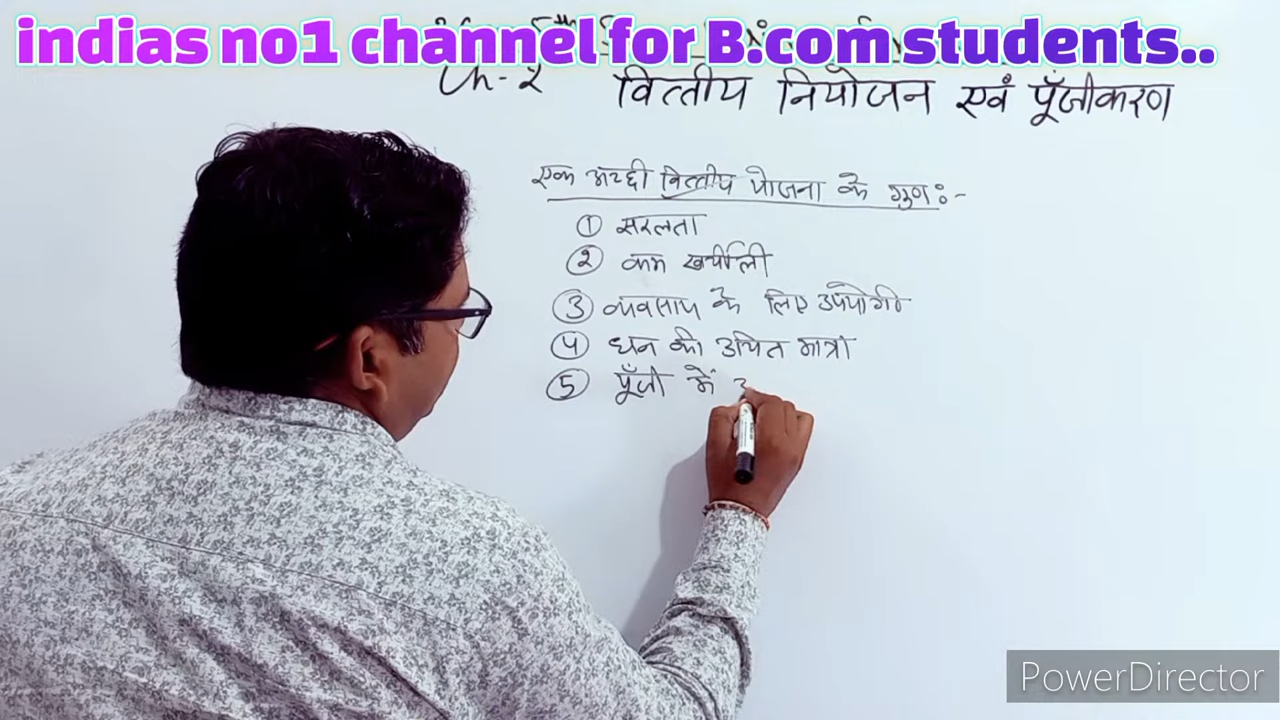 indias no1 channel for B.com students..
Ch-2 वित्तीय नियोजन एवं पूँजीकरण
एक अच्छी वित्तीय योजना के गुण:-
① सरलता
② कम खर्चीली
③ व्यवसाय के लिए उपयोगी
④ धन की उचित मात्रा
⑤ पूँजी में
PowerDirector